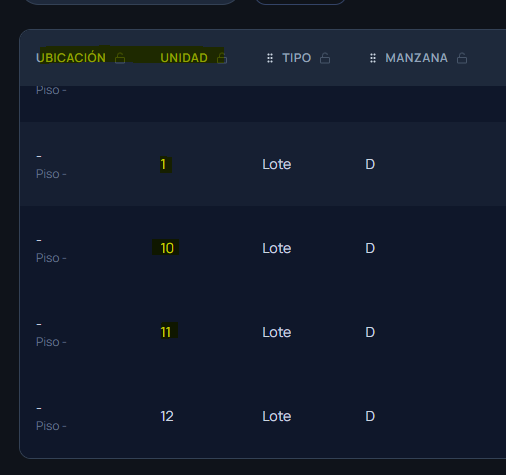 UBICACIÓN UNIDAD TIPO MANZANA
Piso -
-
Piso -
1 Lote D
-
Piso -
10 Lote D
-
Piso -
11 Lote D
-
Piso -
12 Lote D